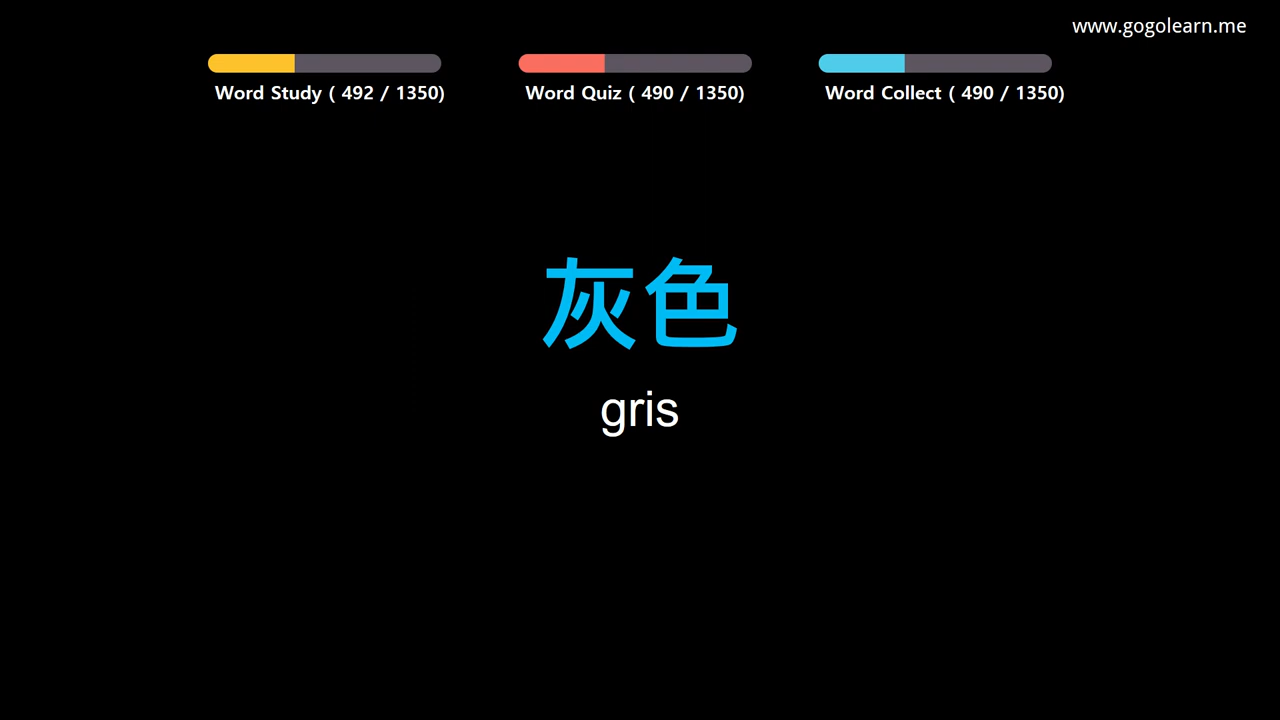 www.gogolearn.me
Word Study ( 492 / 1350)
Word Quiz ( 490 / 1350)
Word Collect ( 490 / 1350)
灰色
gris